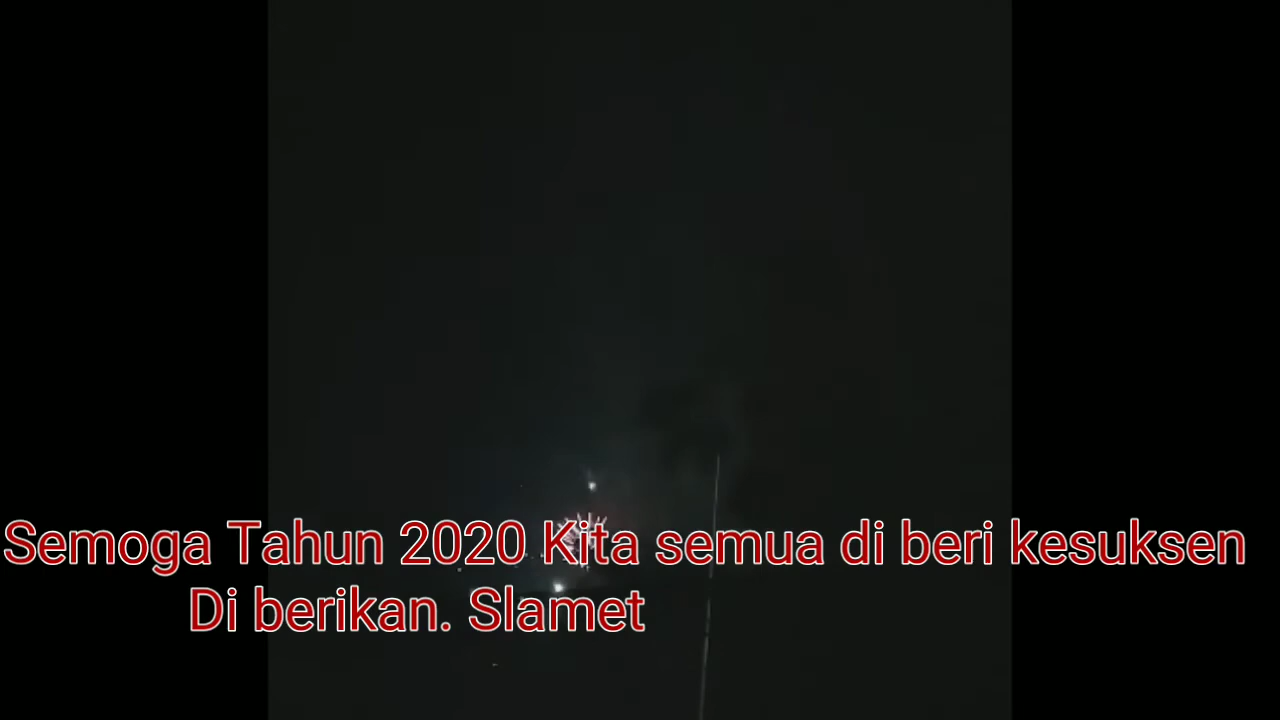 Semoga Tahun 2020 Kita semua di beri kesuksen
Di berikan. Slamet